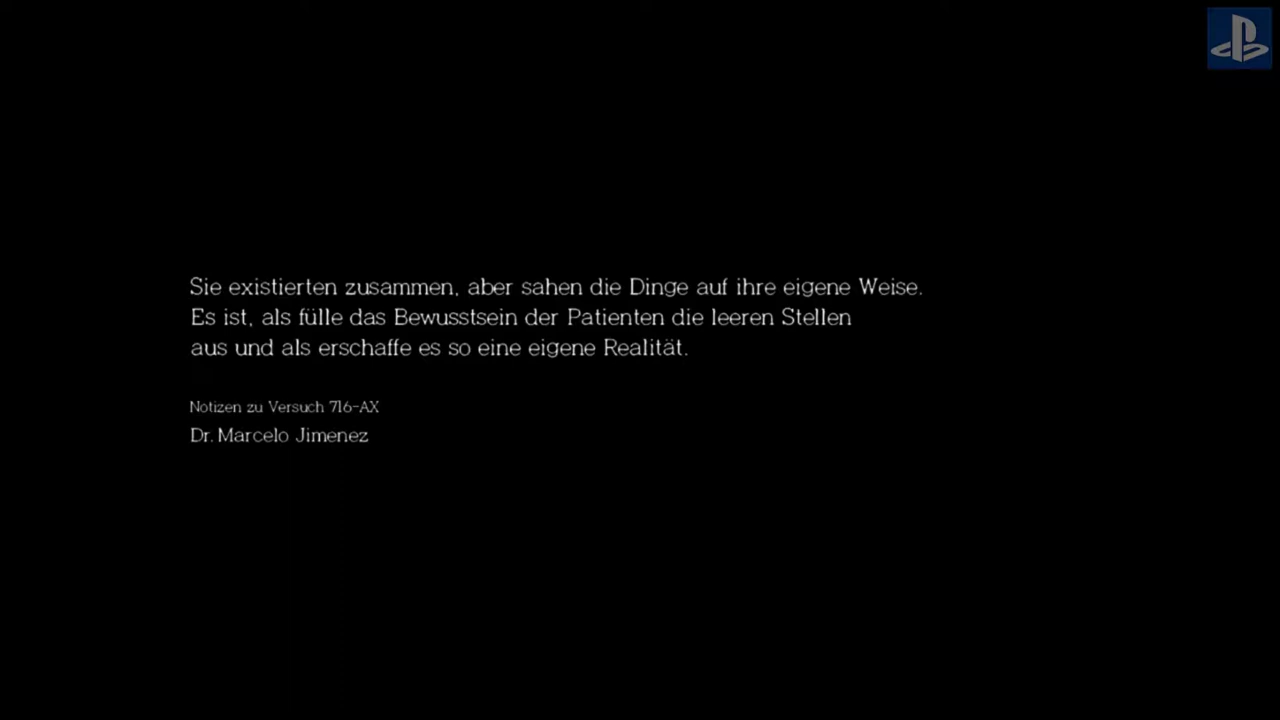 Sie existierten zusammen, aber sahen die Dinge auf ihre eigene Weise.
Es ist, als fülle das Bewusstsein der Patienten die leeren Stellen
aus und als erschaffe es so eine eigene Realität.
Notizen zu Versuch 716-AX
Dr. Marcelo Jimenez